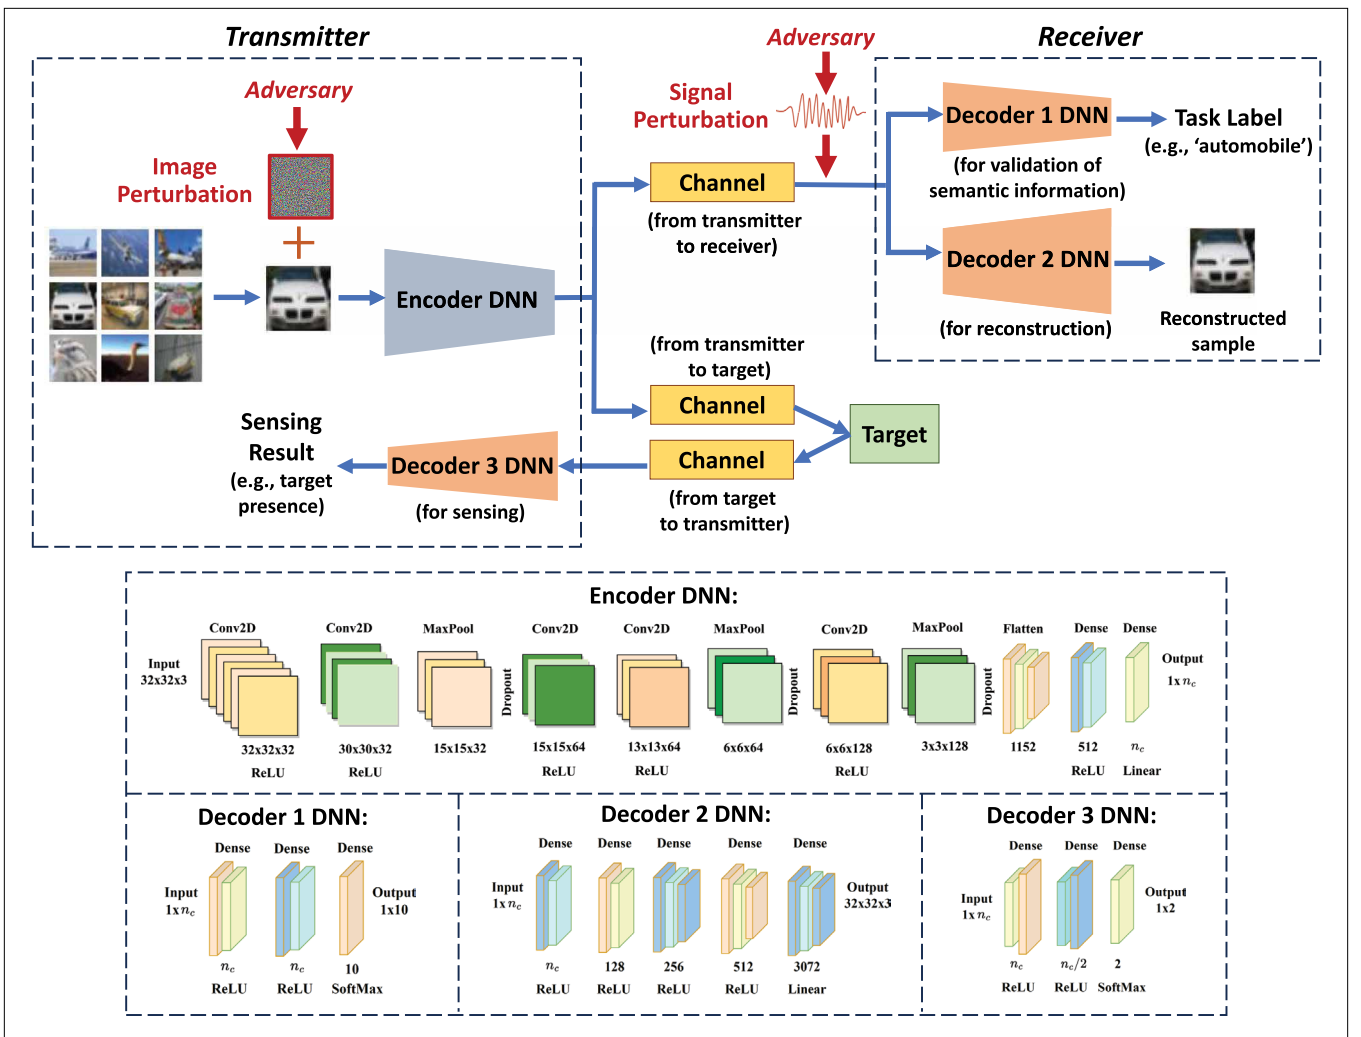 Transmitter
Adversary
Image
Perturbation
Encoder DNN
Sensing
Result
(e.g., target
presence)
Decoder 3 DNN
(for sensing)
Adversary
Signal
Perturbation
Channel
(from transmitter
to receiver)
(from transmitter
to target)
Channel
Channel
(from target
to transmitter)
Target
Receiver
Decoder 1 DNN
(for validation of
semantic information)
Task Label
(e.g., ‘automobile’)
Decoder 2 DNN
(for reconstruction)
Reconstructed
sample
Encoder DNN:
Input
32x32x3
Conv2D
32x32x32
ReLU
Conv2D
30x30x32
ReLU
MaxPool
15x15x32
Dropout
Conv2D
15x15x64
ReLU
Conv2D
13x13x64
ReLU
MaxPool
6x6x64
Dropout
Conv2D
6x6x128
ReLU
MaxPool
3x3x128
Dropout
Flatten
1152
Dense
512
ReLU
Dense
n_c
Linear
Output
1x n_c
Decoder 1 DNN:
Input
1x n_c
Dense
n_c
ReLU
Dense
n_c
ReLU
Dense
10
SoftMax
Output
1x10
Decoder 2 DNN:
Input
1x n_c
Dense
n_c
ReLU
Dense
128
ReLU
Dense
256
ReLU
Dense
512
ReLU
Dense
3072
Linear
Output
32x32x3
Decoder 3 DNN:
Input
1x n_c
Dense
n_c
ReLU
Dense
n_c/2
ReLU
Dense
2
SoftMax
Output
1x2